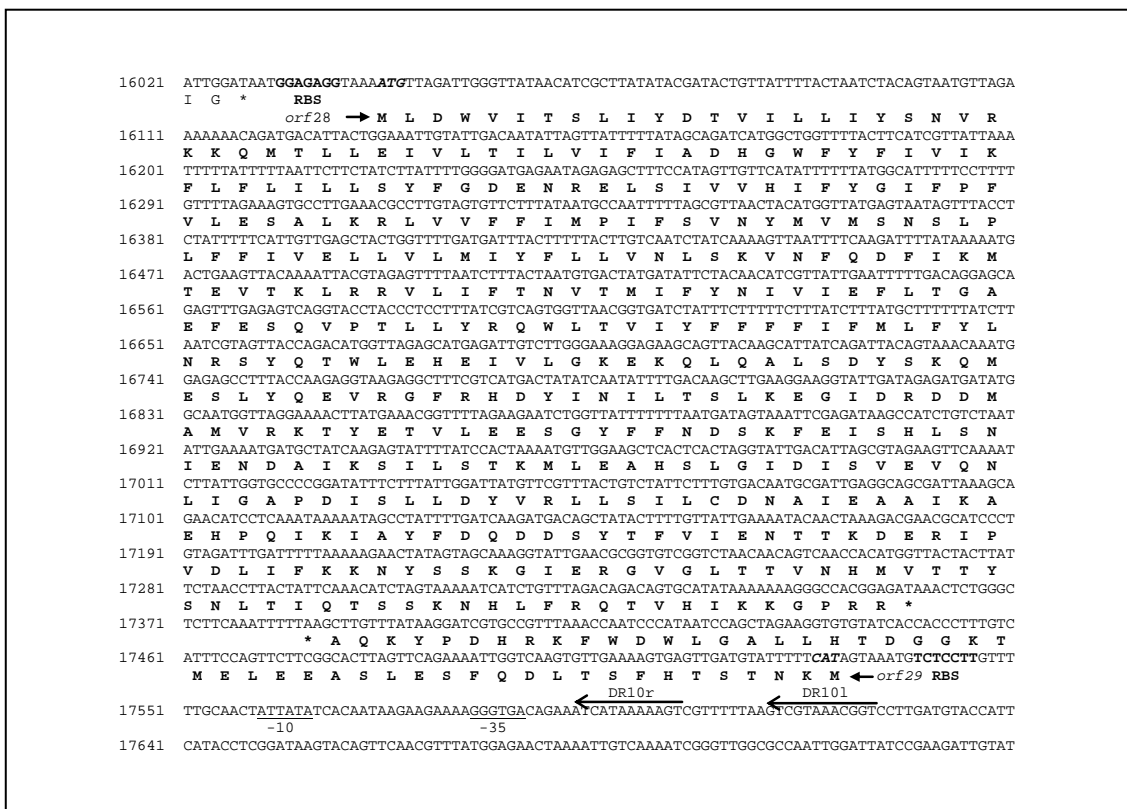 16021 ATTGGATAATGGAGAGGTAAAATGTTAGATTGGGTTATAACATCGCTTATATACGATACTGTTATTTTACTAATCTACAGTAATGTTAGA
I G * RBS
orf28 → M L D W V I T S L I Y D T V I L L I Y S N V R
16111 AAAAAACAGATGACATTACTGGAAATTGTATTGACAATATTAGTTATTTTTATAGCAGATCATGGCTGGTTTTACTTCATCGTTATTAAA
K K Q M T L L E I V L T I L V I F I A D H G W F Y F I V I K
16201 TTTTTATTTTTAATTCTTCTATCTTATTTTGGGGATGAGAATAGAGAGCTTTCCATAGTTGTTCATATTTTTTATGGCATTTTTCCTTTT
F L F L I L L S Y F G D E N R E L S I V V H I F Y G I F P F
16291 GTTTTAGAAAGTGCCTTGAAACGCCTTGTAGTGTTCTTTATAATGCCAATTTTTAGCGTTAACTACATGGTTATGAGTAATAGTTTACCT
V L E S A L K R L V V F F I M P I F S V N Y M V M S N S L P
16381 CTATTTTTCATTGTTGAGCTACTGGTTTTGATGATTTACTTTTTACTTGTCAATCTATCAAAAGTTAATTTTCAAGATTTTATAAAAATG
L F F I V E L L V L M I Y F L L V N L S K V N F Q D F I K M
16471 ACTGAAGTTACAAAATTACGTAGAGTTTTAATCTTTACTAATGTGACTATGATATTCTACAACATCGTTATTGAATTTTTGACAGGAGCA
T E V T K L R R V L I F T N V T M I F Y N I V I E F L T G A
16561 GAGTTTGAGAGTCAGGTACCTACCCTCCTTTATCGTCAGTGGTTAACGGTGATCTATTTCTTTTTCTTTATCTTTATGCTTTTTTATCTT
E F E S Q V P T L L Y R Q W L T V I Y F F F F I F M L F Y L
16651 AATCGTAGTTACCAGACATGGTTAGAGCATGAGATTGTCTTGGGAAAGGAGAAGCAGTTACAAGCATTATCAGATTACAGTAAACAAATG
N R S Y Q T W L E H E I V L G K E K Q L Q A L S D Y S K Q M
16741 GAGAGCCTTTACCAAGAGGTAAGAGGCTTTCGTCATGACTATATCAATATTTTGACAAGCTTGAAGGAAGGTATTGATAGAGATGATATG
E S L Y Q E V R G F R H D Y I N I L T S L K E G I D R D D M
16831 GCAATGGTTAGGAAAACTTATGAAACGGTTTTAGAAGAATCTGGTTATTTTTTTAATGATAGTAAATTCGAGATAAGCCATCTGTCTAAT
A M V R K T Y E T V L E E S G Y F F N D S K F E I S H L S N
16921 ATTGAAAATGATGCTATCAAGAGTATTTTATCCACTAAAATGTTGGAAGCTCACTCACTAGGTATTGACATTAGCGTAGAAGTTCAAAAT
I E N D A I K S I L S T K M L E A H S L G I D I S V E V Q N
17011 CTTATTGGTGCCCCGGATATTTCTTTATTGGATTATGTTCGTTTACTGTCTATTCTTTGTGACAATGCGATTGAGGCAGCGATTAAAGCA
L I G A P D I S L L D Y V R L L S I L C D N A I E A A I K A
17101 GAACATCCTCAAATAAAAATAGCCTATTTTGATCAAGATGACAGCTATACTTTTGTTATTGAAAATACAACTAAAGACGAACGCATCCCT
E H P Q I K I A Y F D Q D D S Y T F V I E N T T K D E R I P
17191 GTAGATTTGATTTTTAAAAAGAACTATAGTAGCAAAGGTATTGAACGCGGTGTCGGTCTAACAACAGTCAACCACATGGTTACTACTTAT
V D L I F K K N Y S S K G I E R G V G L T T V N H M V T T Y
17281 TCTAACCTTACTATTCAAACATCTAGTAAAAATCATCTGTTTAGACAGACAGTGCATATAAAAAAAGGGCCACGGAGATAAACTCTGGGC
S N L T I Q T S S K N H L F R Q T V H I K K G P R R *
17371 TCTTCAAATTTTTAAGCTTGTTTATAAGGATCGTGCCGTTTAAACCAATCCCATAATCCAGCTAGAAGGTGTGTATCACCACCCTTTGTC
* A Q K Y P D H R K F W D W L G A L L H T D G G K T
17461 ATTTCCAGTTCTTCGGCACTTAGTTCAGAAAATTGGTCAAGTGTTGAAAAGTGAGTTGATGTATTTTTCATAGTAAATGTCTCCTTGTTT
M E L E E A S L E S F Q D L T S F H T S T N K M ← orf29 RBS
DR10r DR10l
17551 TTGCAACTATTATATCACAATAAGAAGAAAAGGGTGACAGAAATCATAAAAAGTCGTTTTTAAGTCGTAAACGGTCCTTGATGTACCATT
-10 -35
17641 CATACCTCGGATAAGTACAGTTCAACGTTTATGGAGAACTAAAATTGTCAAAATCGGGTTGGCGCCAATTGGATTATCCGAAGATTGTAT